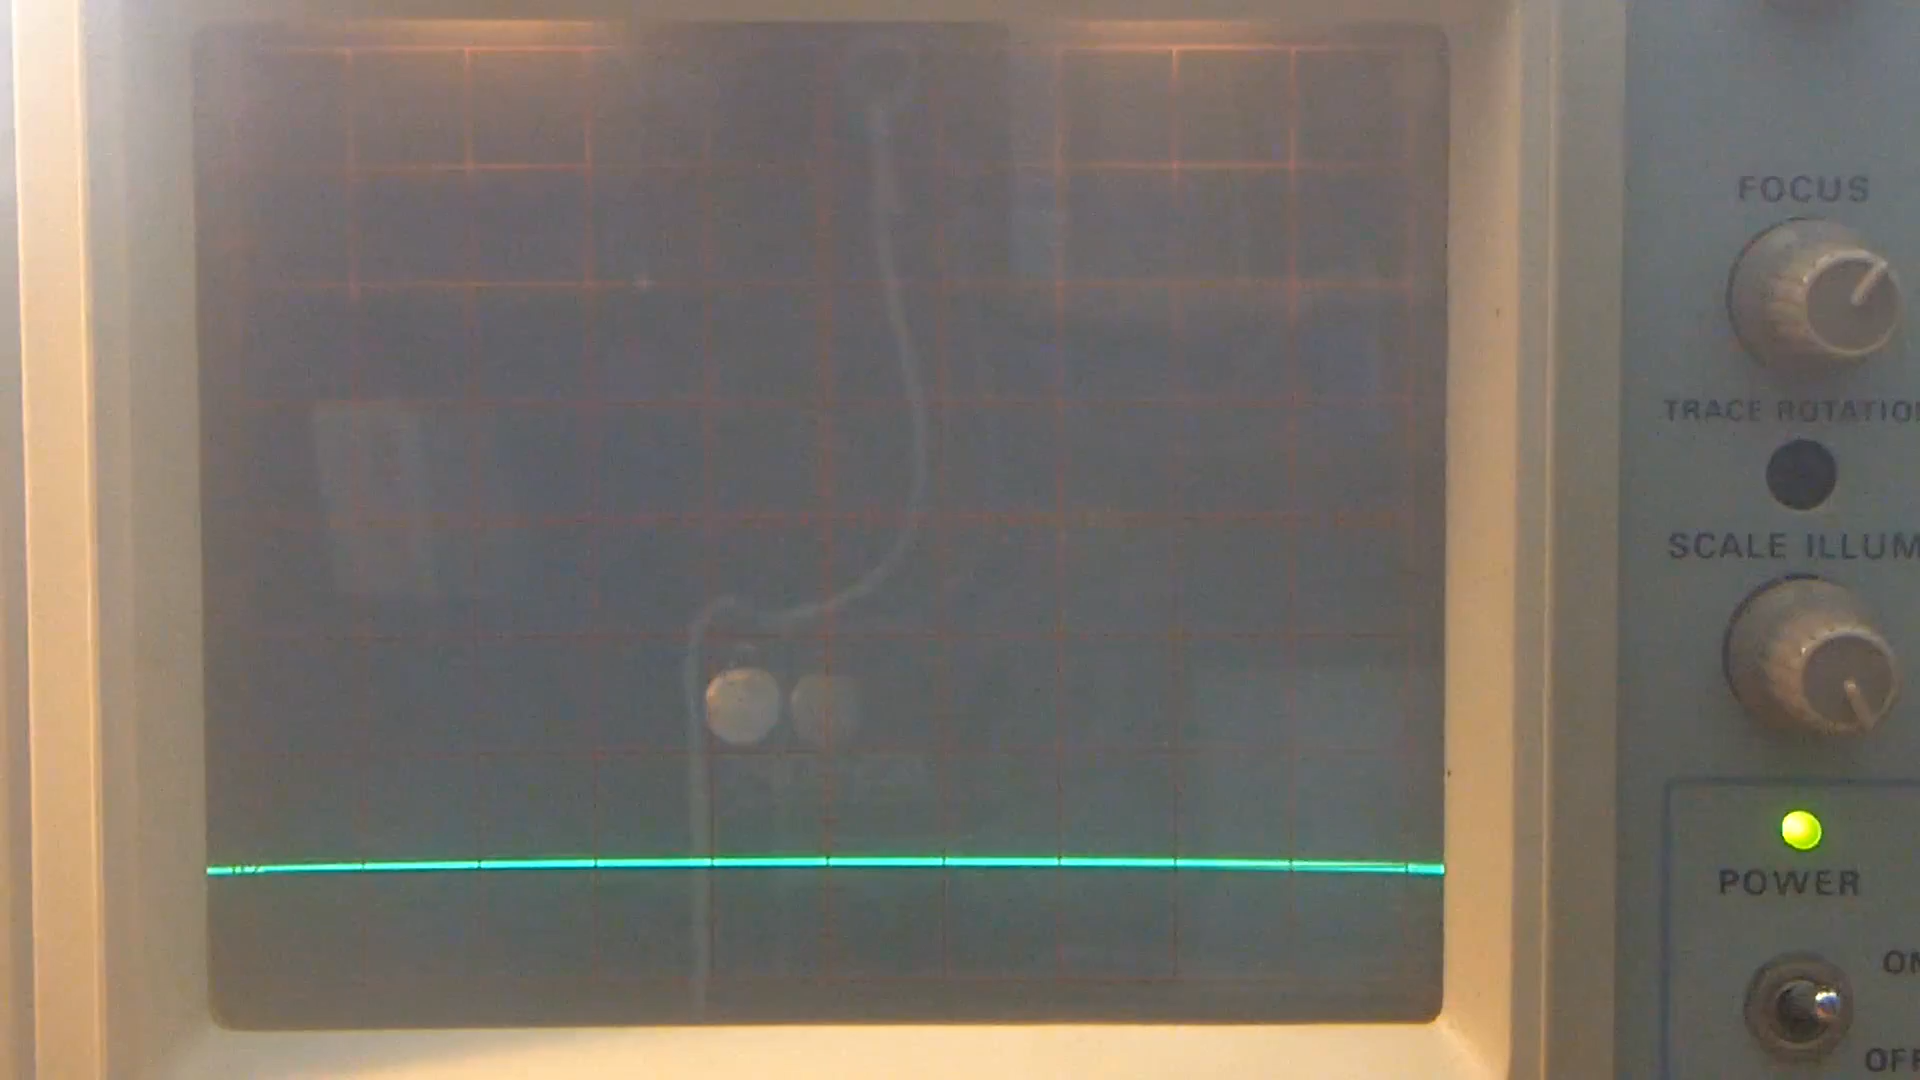 FOCUS
TRACE ROTATIO
SCALE ILLUM
POWER
ON
OFF